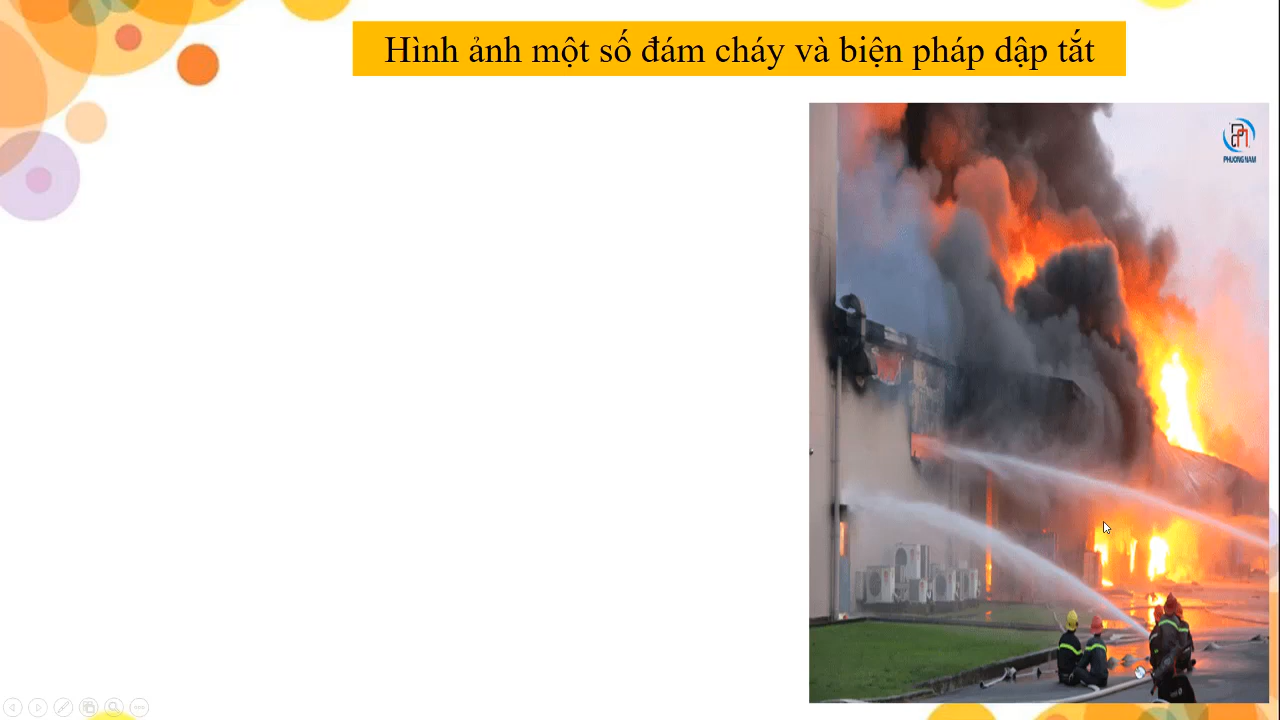 Hình ảnh một số đám cháy và biện pháp dập tắt
PHUONG NAM